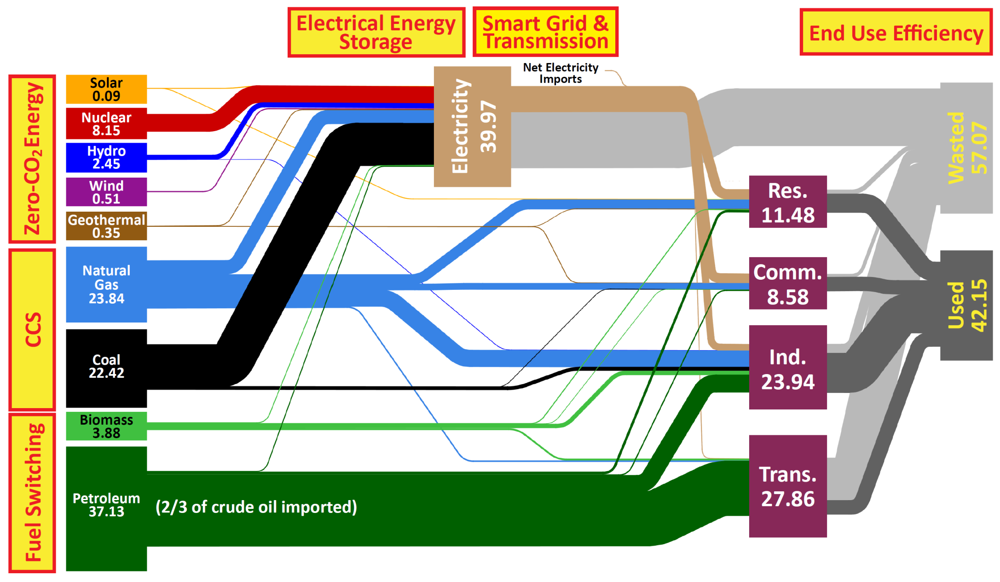 Electrical Energy
Storage
Smart Grid &
Transmission
End Use Efficiency
Net Electricity
Imports
Zero-CO₂ Energy
Solar
0.09
Nuclear
8.15
Hydro
2.45
Wind
0.51
Geothermal
0.35
CCS
Natural
Gas
23.84
Coal
22.42
Fuel Switching
Biomass
3.88
Petroleum
37.13
(2/3 of crude oil imported)
Electricity
39.97
Res.
11.48
Comm.
8.58
Ind.
23.94
Trans.
27.86
Wasted
57.07
Used
42.15